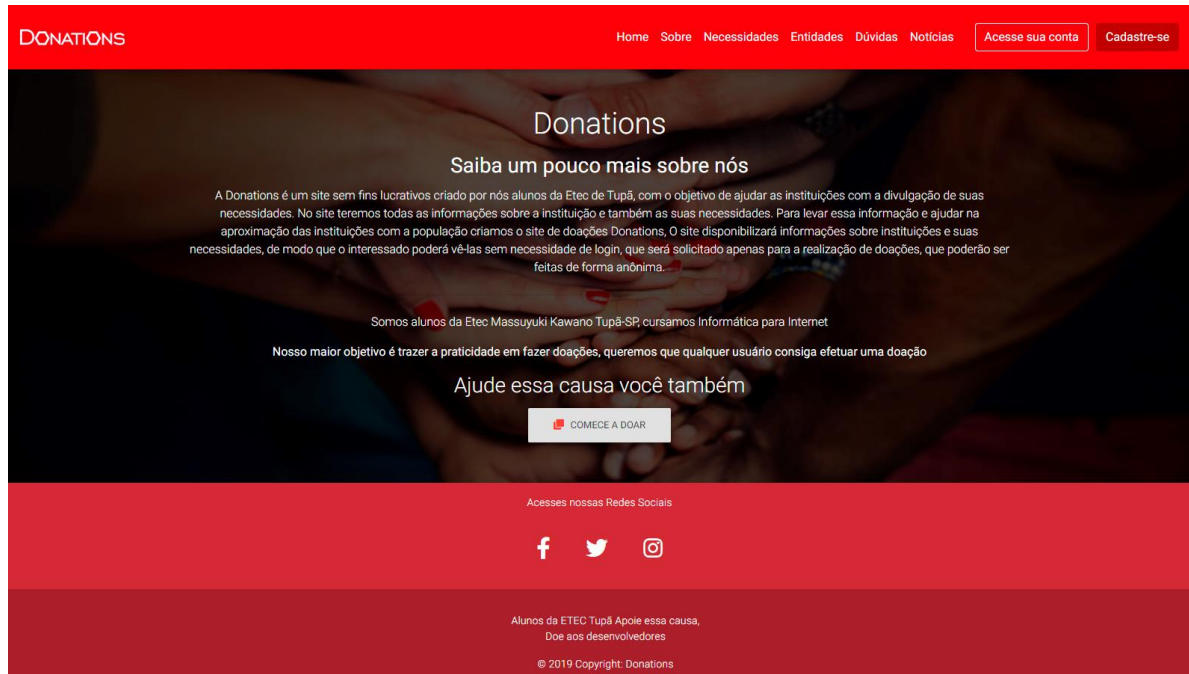 DONATIONS
Home Sobre Necessidades Entidades Dúvidas Notícias Acesse sua conta Cadastre-se
Donations
Saiba um pouco mais sobre nós
A Donations é um site sem fins lucrativos criado por nós alunos da Etec de Tupã, com o objetivo de ajudar as instituições com a divulgação de suas
necessidades. No site teremos todas as informações sobre a instituição e também as suas necessidades. Para levar essa informação e ajudar na
aproximação das instituições com a população criamos o site de doações Donations, O site disponibilizará informações sobre instituições e suas
necessidades, de modo que o interessado poderá vê-las sem necessidade de login, que será solicitado apenas para a realização de doações, que poderão ser
feitas de forma anônima.
Somos alunos da Etec Massuyuki Kawano Tupã-SP, cursamos Informática para Internet
Nosso maior objetivo é trazer a praticidade em fazer doações, queremos que qualquer usuário consiga efetuar uma doação
Ajude essa causa você também
COMECE A DOAR
Acesses nossas Redes Sociais
Alunos da ETEC Tupã Apoie essa causa,
Doe aos desenvolvedores
© 2019 Copyright: Donations